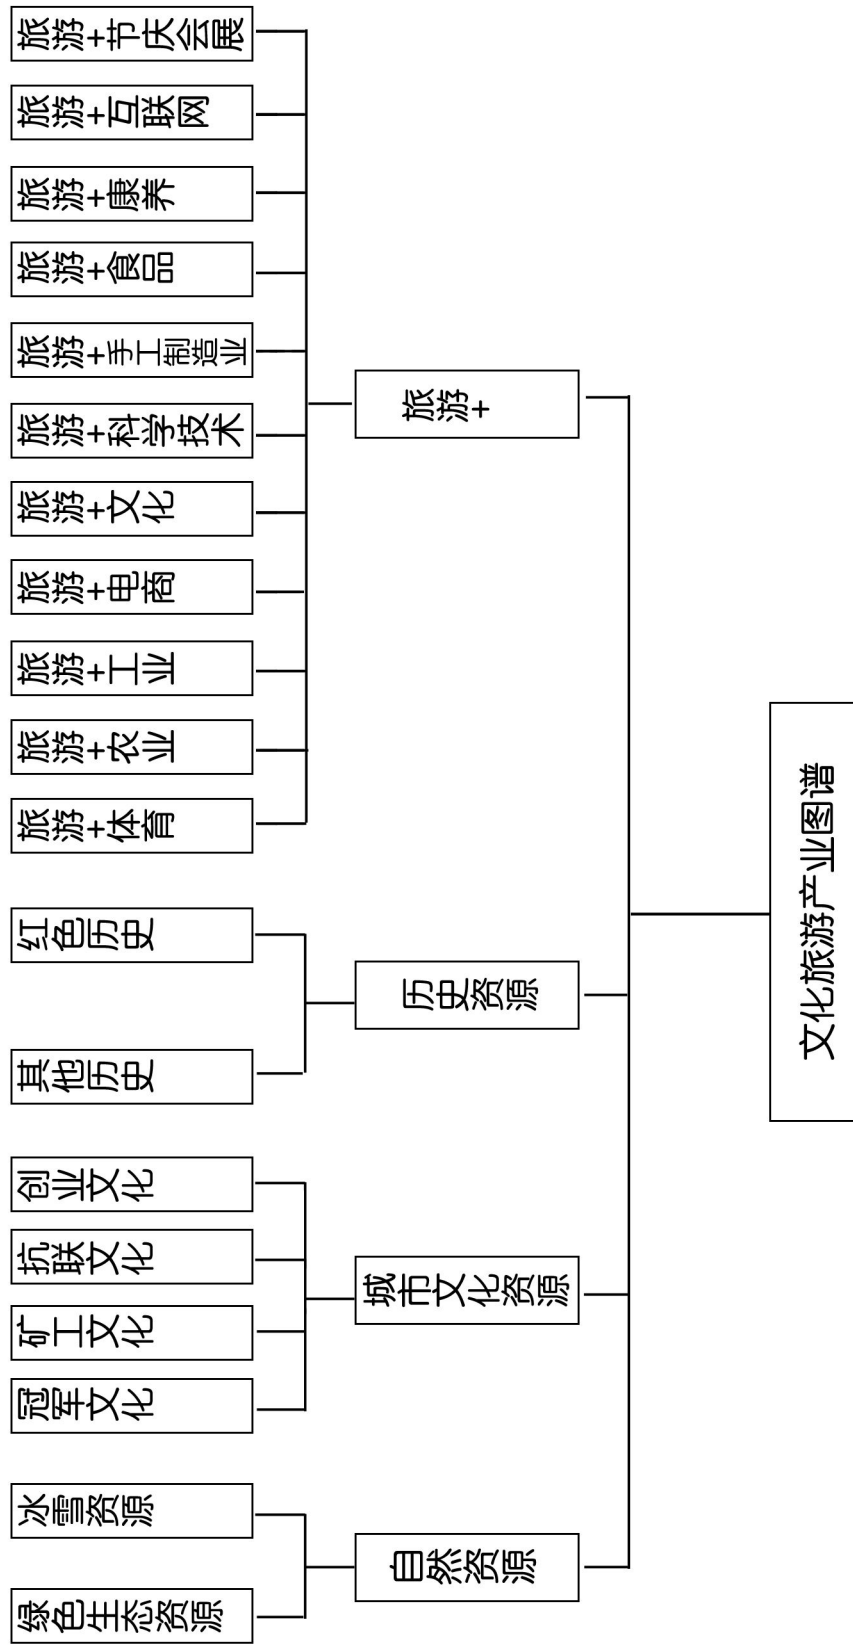 文化旅游产业图谱
旅游+
旅游+节庆会展
旅游+互联网
旅游+康养
旅游+食品
旅游+手工制造业
旅游+科学技术
旅游+文化
旅游+电商
旅游+工业
旅游+农业
旅游+体育
历史资源
红色历史
其他历史
城市文化资源
创业文化
抗联文化
矿工文化
冠军文化
自然资源
冰雪资源
绿色生态资源